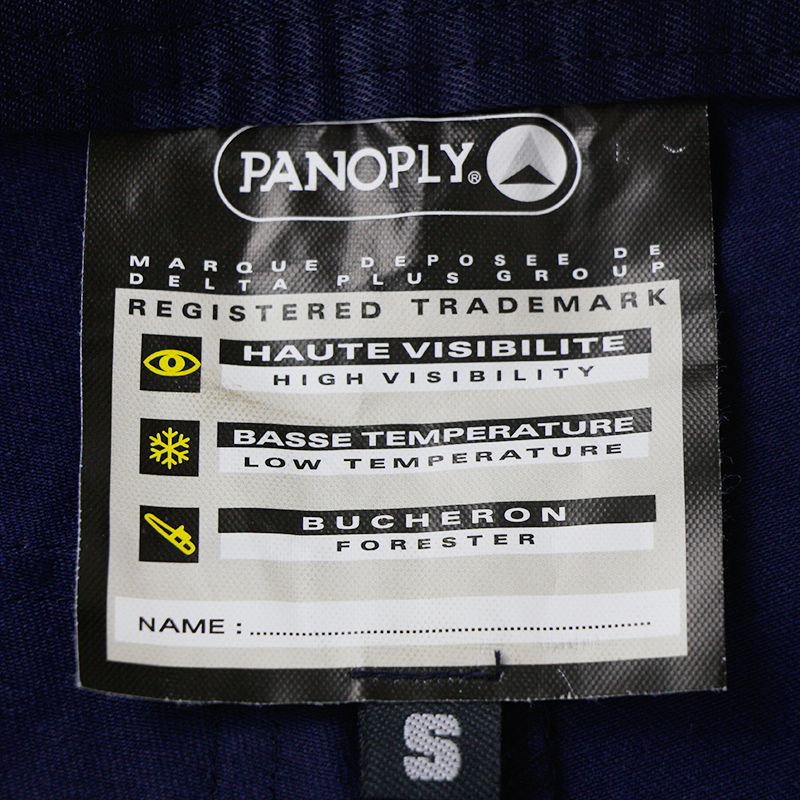 PANOPLY®
MARQUE DEPOSEE DE
DELTA PLUS GROUP
REGISTERED TRADEMARK
HAUTE VISIBILITE
HIGH VISIBILITY
BASSE TEMPERATURE
LOW TEMPERATURE
BUCHERON
FORESTER
NAME : ..........................................................
S